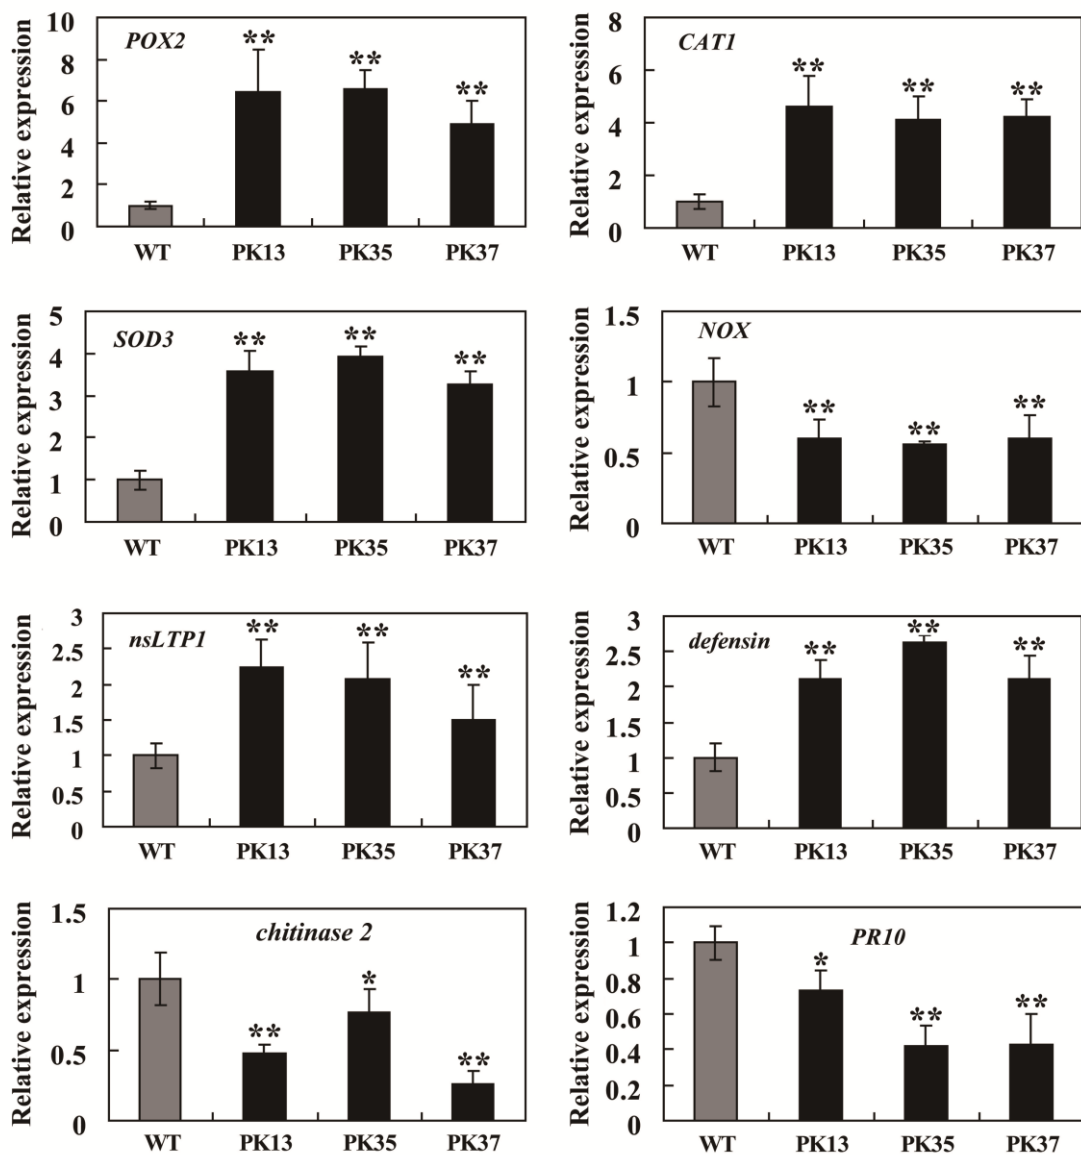 Relative expression
10
8
6
4
2
0
POX2
**
**
**
WT
PK13
PK35
PK37
Relative expression
8
6
4
2
0
CAT1
**
**
**
WT
PK13
PK35
PK37
Relative expression
5
4
3
2
1
0
SOD3
**
**
**
WT
PK13
PK35
PK37
Relative expression
1.5
1
0.5
0
NOX
**
**
**
WT
PK13
PK35
PK37
Relative expression
3
2.5
2
1.5
1
0.5
0
nsLTP1
**
**
**
WT
PK13
PK35
PK37
Relative expression
3
2.5
2
1.5
1
0.5
0
defensin
**
**
**
WT
PK13
PK35
PK37
Relative expression
1.5
1
0.5
0
chitinase 2
**
*
**
WT
PK13
PK35
PK37
Relative expression
1.2
1
0.8
0.6
0.4
0.2
0
PR10
*
**
**
WT
PK13
PK35
PK37